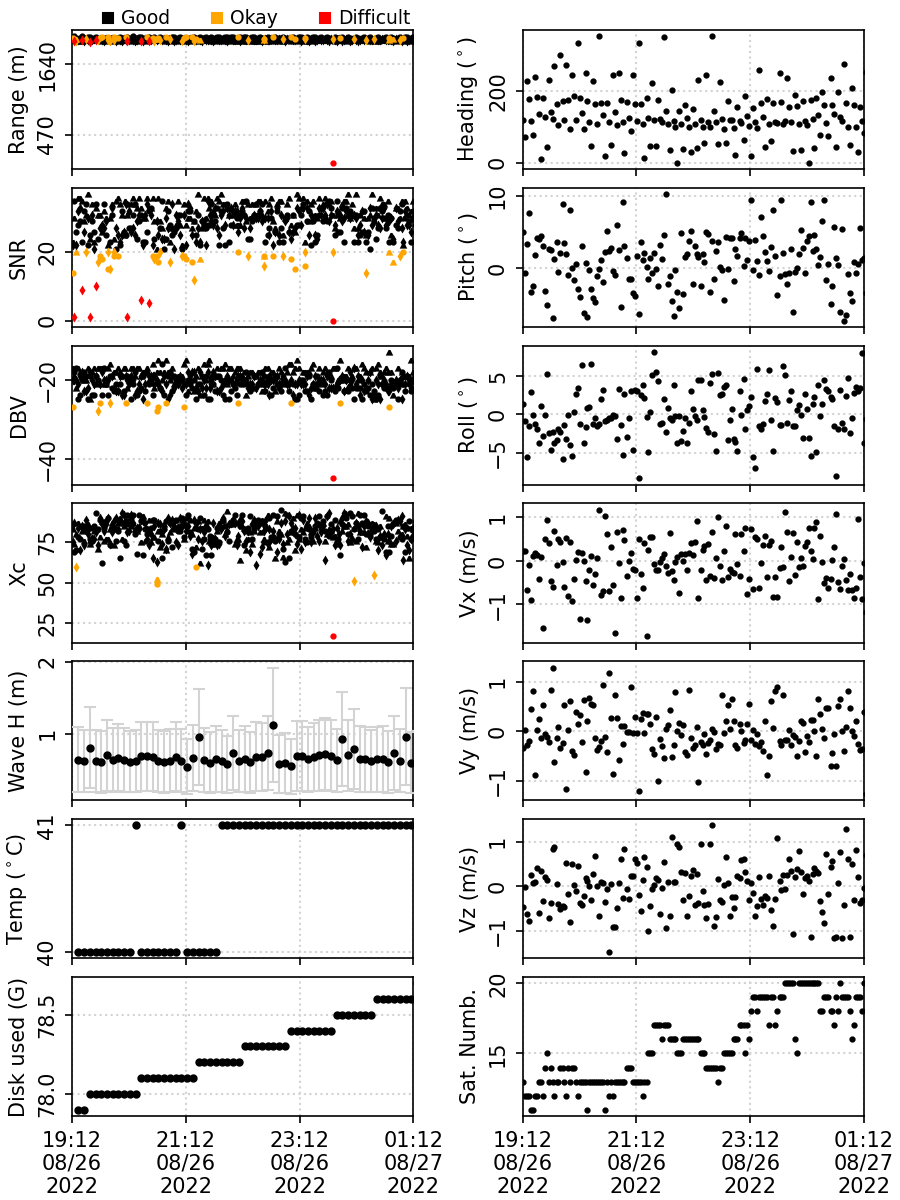 Good Okay Difficult
Range (m)
1640
470
Heading (°)
200
0
SNR
20
0
Pitch (°)
10
0
DBV
−20
−40
Roll (°)
5
0
−5
Xc
75
50
25
Vx (m/s)
1
0
−1
Wave H (m)
2
1
Vy (m/s)
1
0
−1
Temp (°C)
41
40
Vz (m/s)
1
0
−1
Disk used (G)
78.5
78.0
Sat. Numb.
20
15
19:12 21:12 23:12 01:12
08/26 08/26 08/26 08/27
2022 2022 2022 2022
19:12 21:12 23:12 01:12
08/26 08/26 08/26 08/27
2022 2022 2022 2022